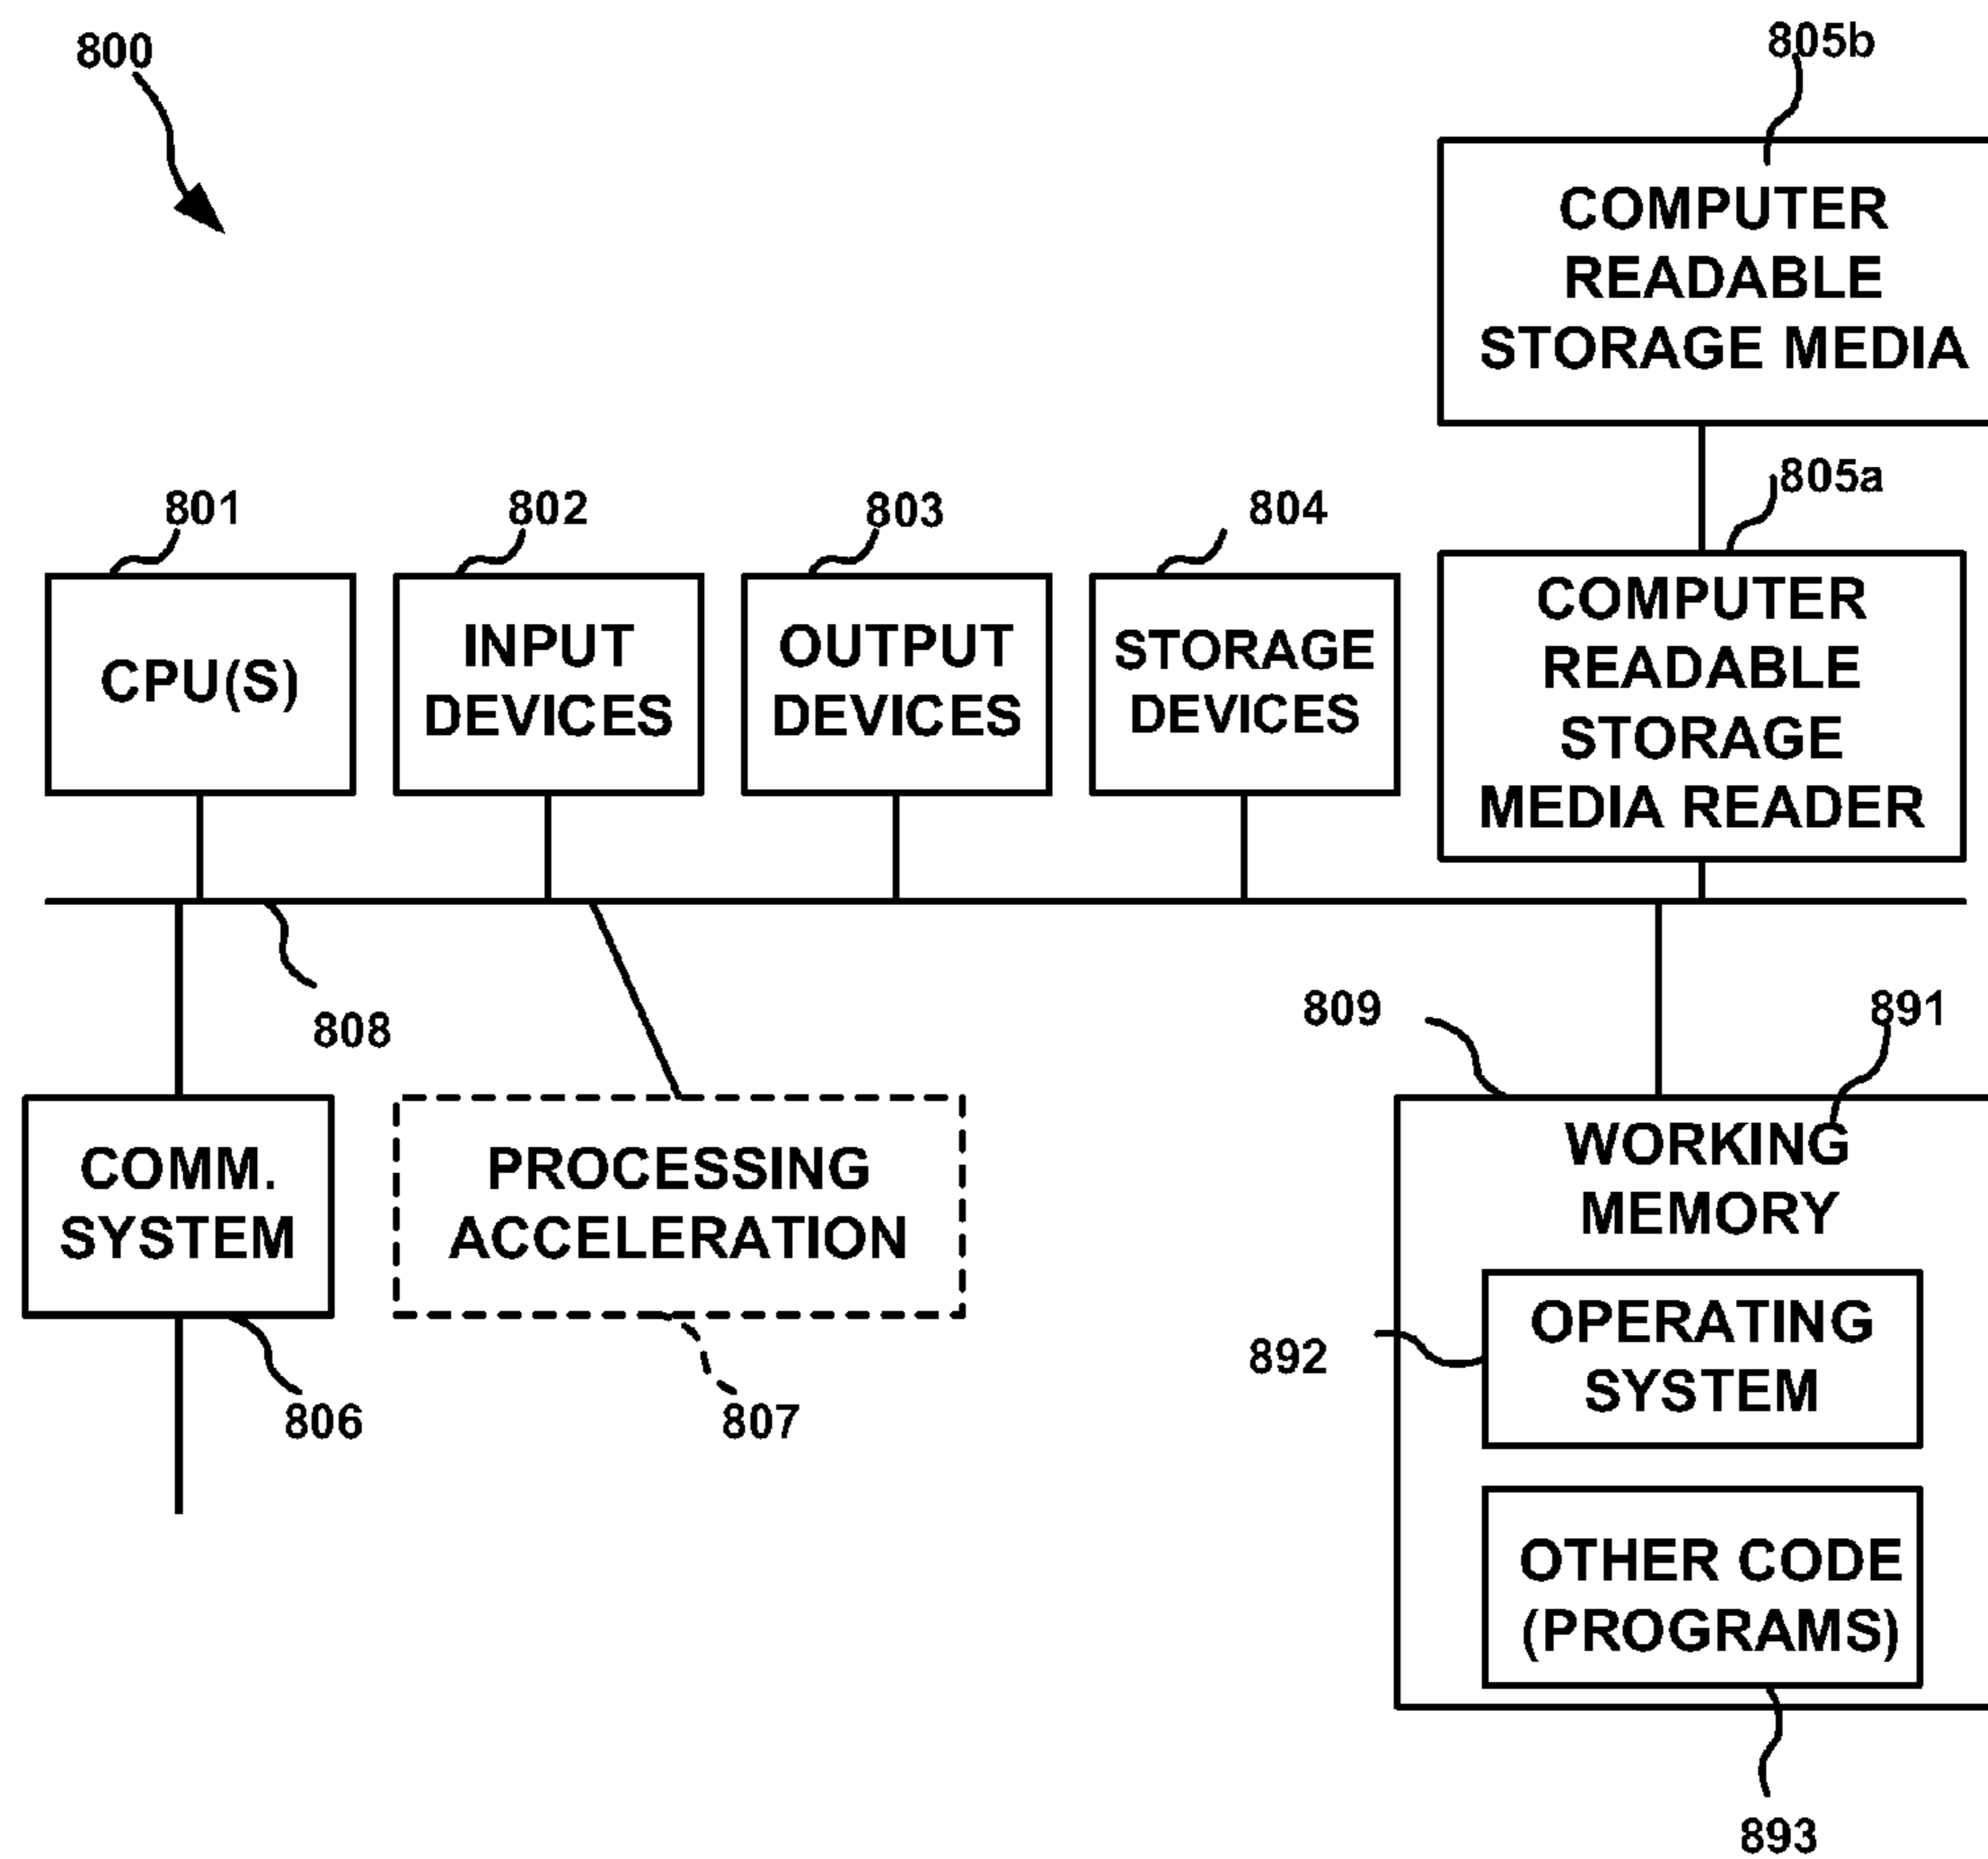 800
805b
COMPUTER
READABLE
STORAGE MEDIA
805a
801
802
803
804
CPU(S)
INPUT
DEVICES
OUTPUT
DEVICES
STORAGE
DEVICES
COMPUTER
READABLE
STORAGE
MEDIA READER
808
809
891
COMM.
SYSTEM
PROCESSING
ACCELERATION
WORKING
MEMORY
892
OPERATING
SYSTEM
806
807
OTHER CODE
(PROGRAMS)
893